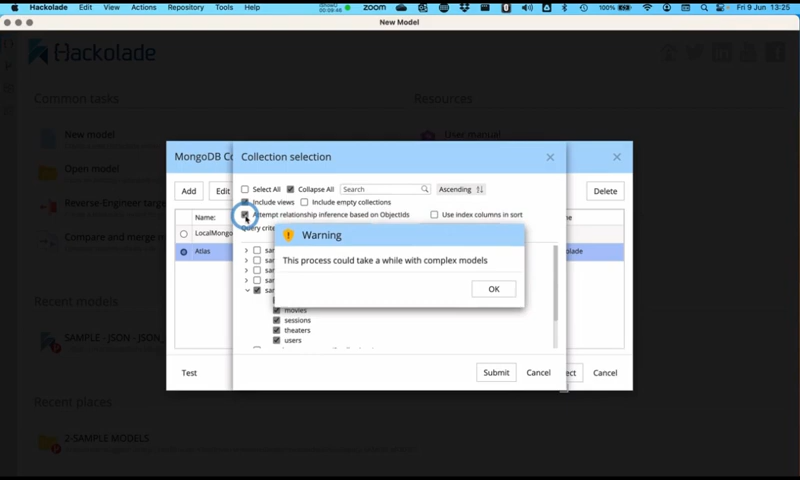 Hackolade Edit View Actions Repository Tools Help
zoom
100%
Fri 9 Jun 13:25
New Model
Hackolade
Common tasks
Resources
New model
User manual
Open model
Reverse-Engineer targe
Compare and merge m
Recent models
SAMPLE - JSON - JSON_
Recent places
2-SAMPLE MODELS
MongoDB Co
Add
Edit
Delete
Name:
LocalMongo
Atlas
olade
Test
Cancel
Collection selection
Select All
Collapse All
Search
Ascending
Include views
Include empty collections
Attempt relationship inference based on ObjectIds
Use index columns in sort
Query crite
Warning
This process could take a while with complex models
OK
movies
sessions
theaters
users
Submit
Cancel